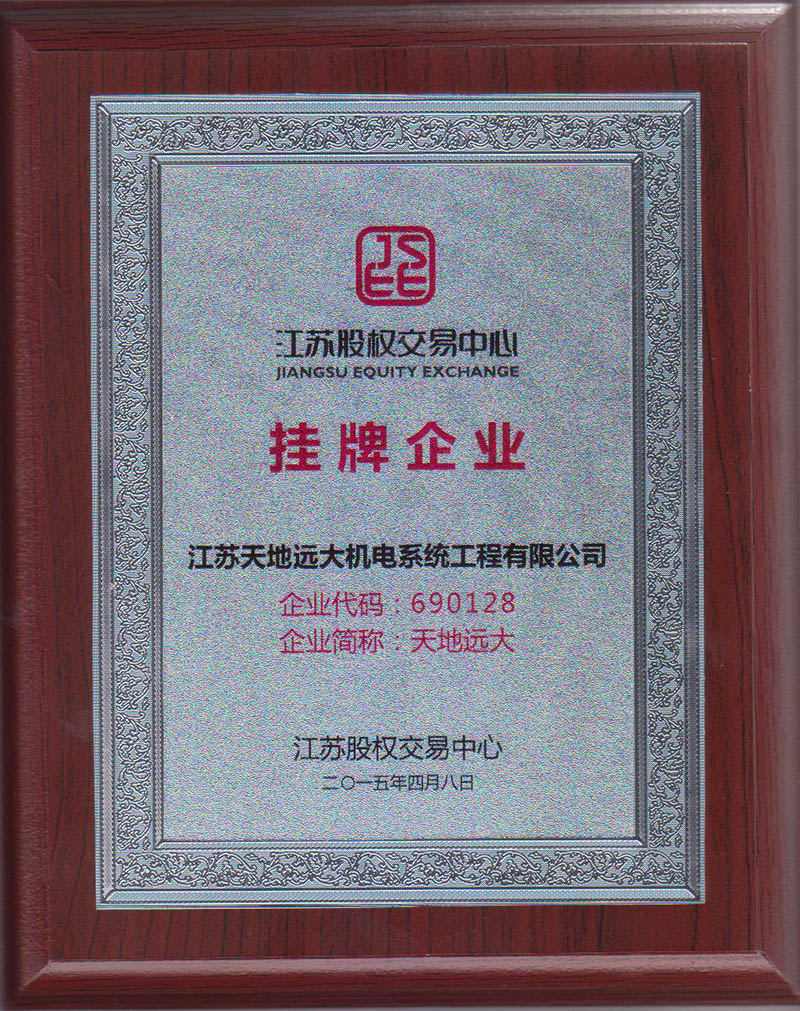 JS
EE
江苏股权交易中心
JIANGSU EQUITY EXCHANGE
挂牌企业
江苏天地远大机电系统工程有限公司
企业代码：690128
企业简称：天地远大
江苏股权交易中心
二〇一五年四月八日